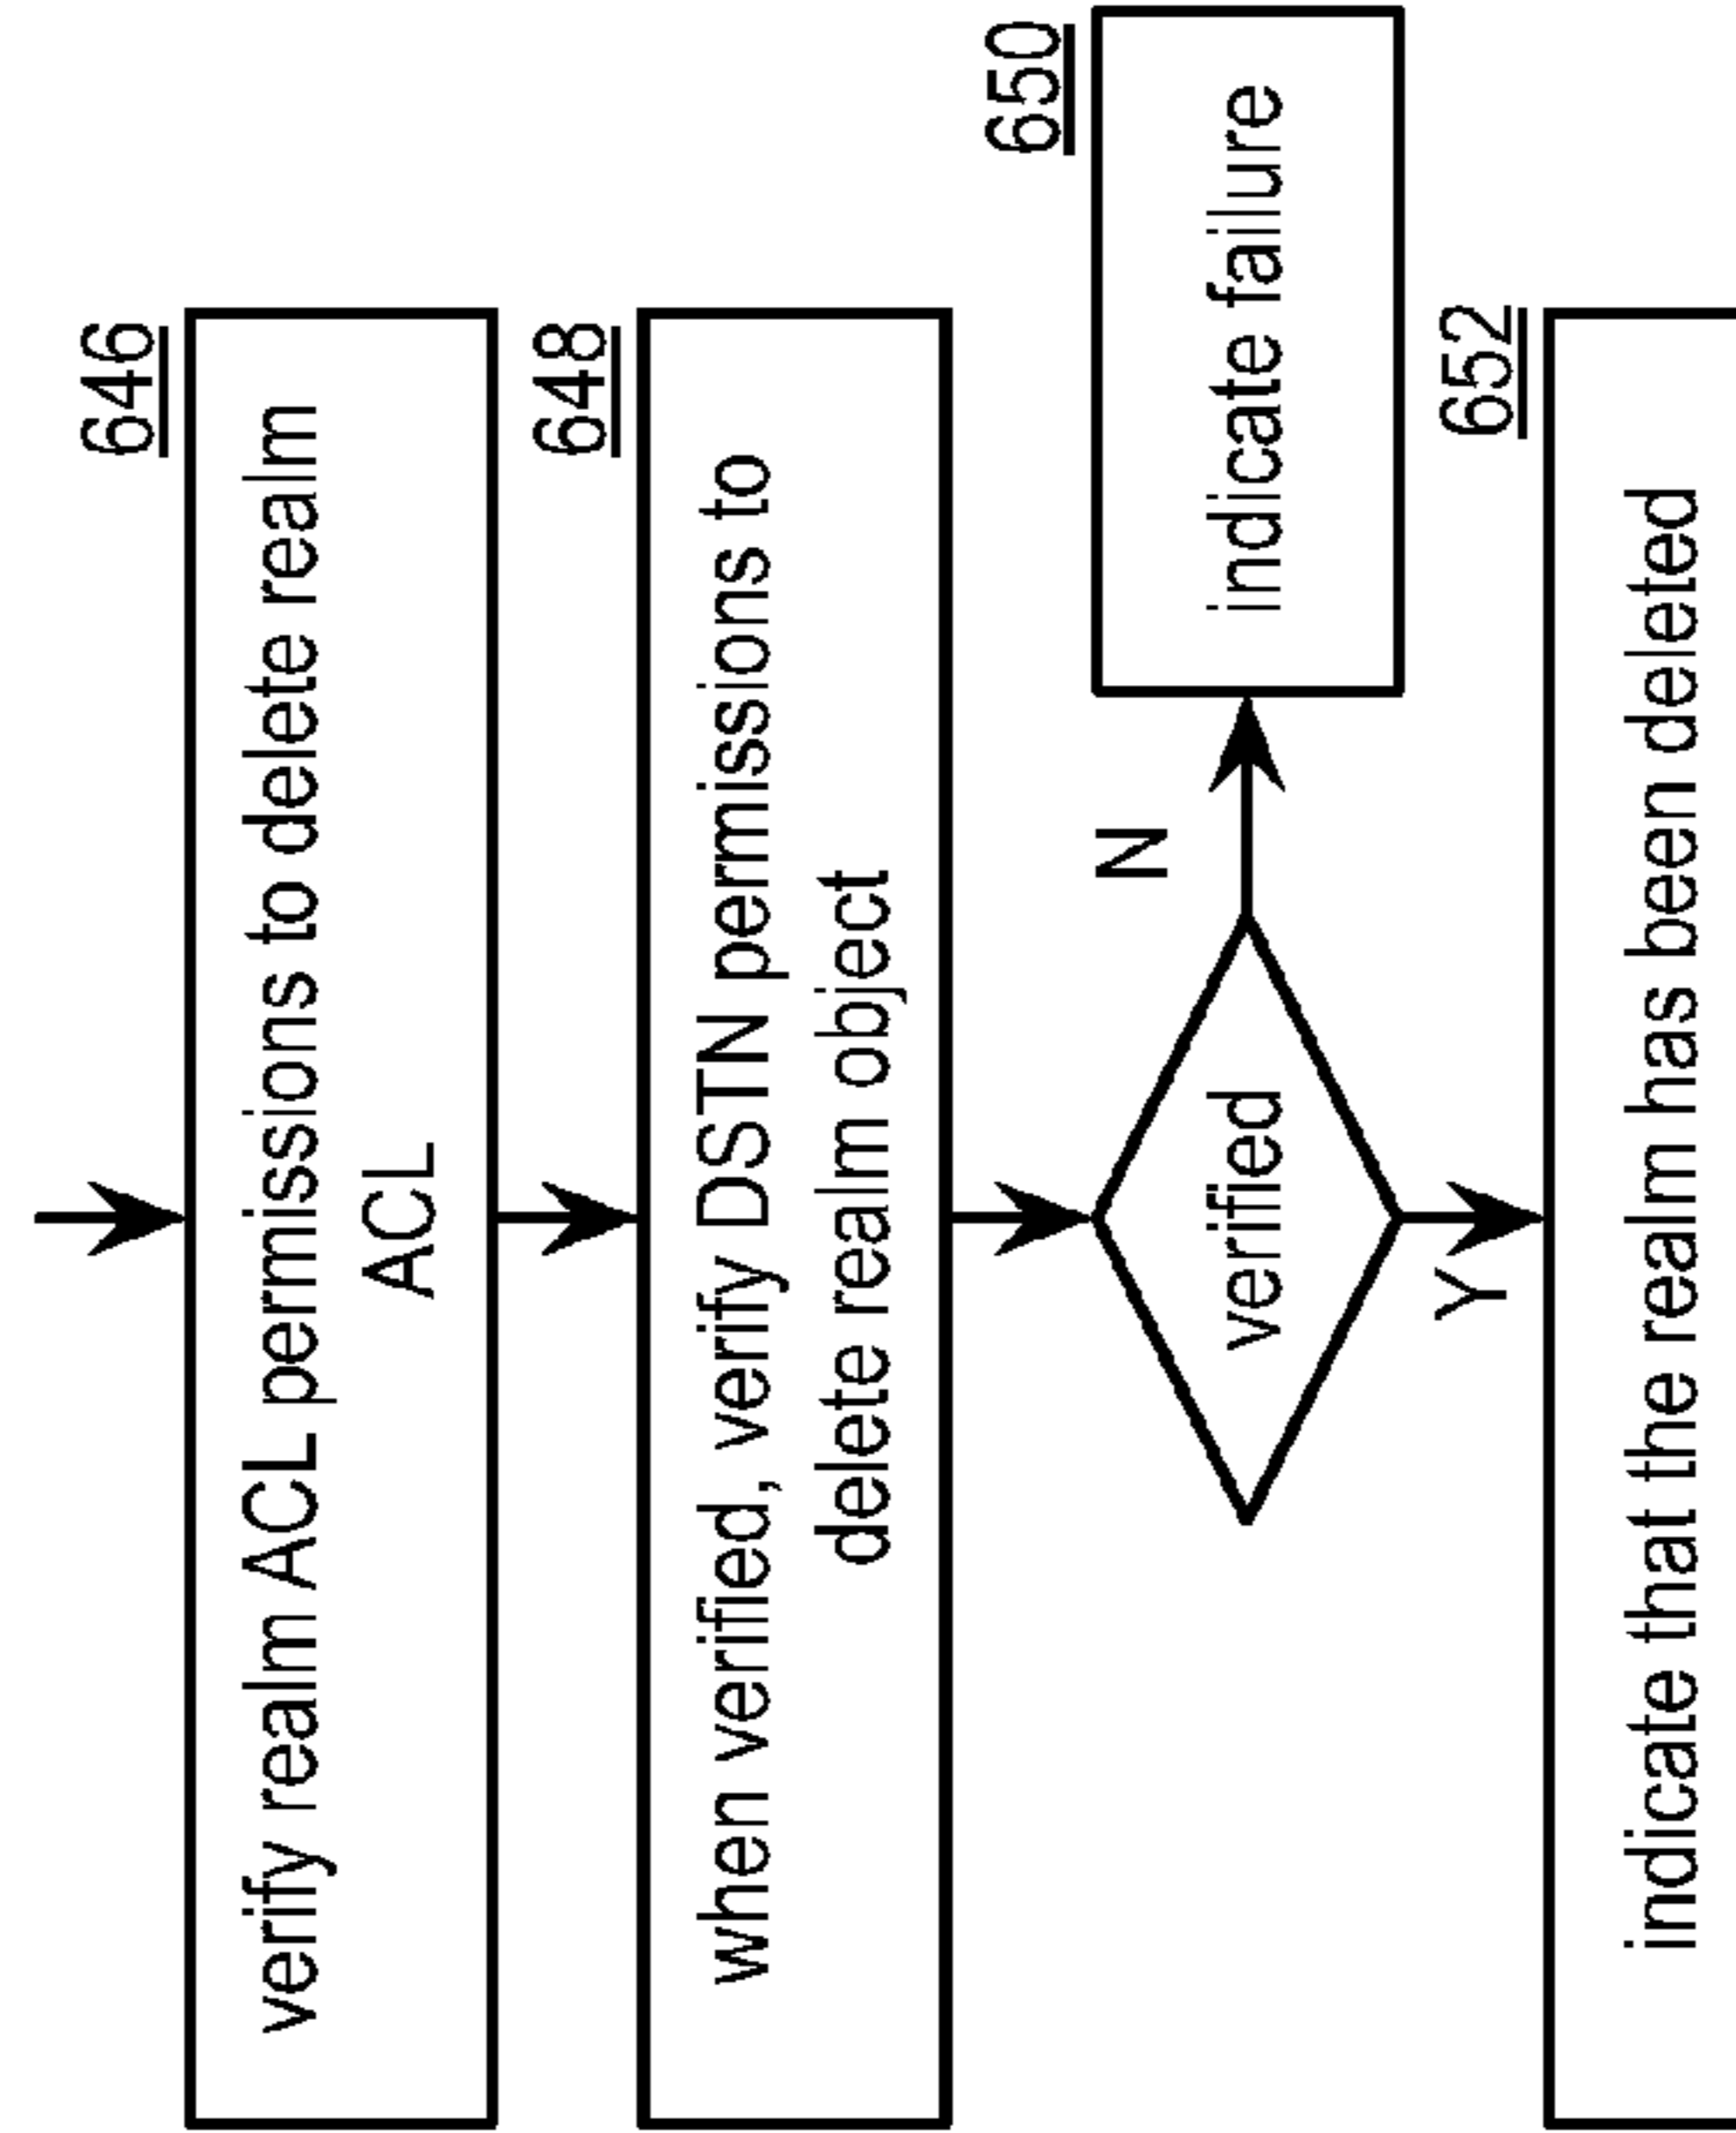 646
verify realm ACL permissions to delete realm
ACL
648
when verified, verify DSTN permissions to
delete realm object
650
verified
N
indicate failure
Y
652
indicate that the realm has been deleted